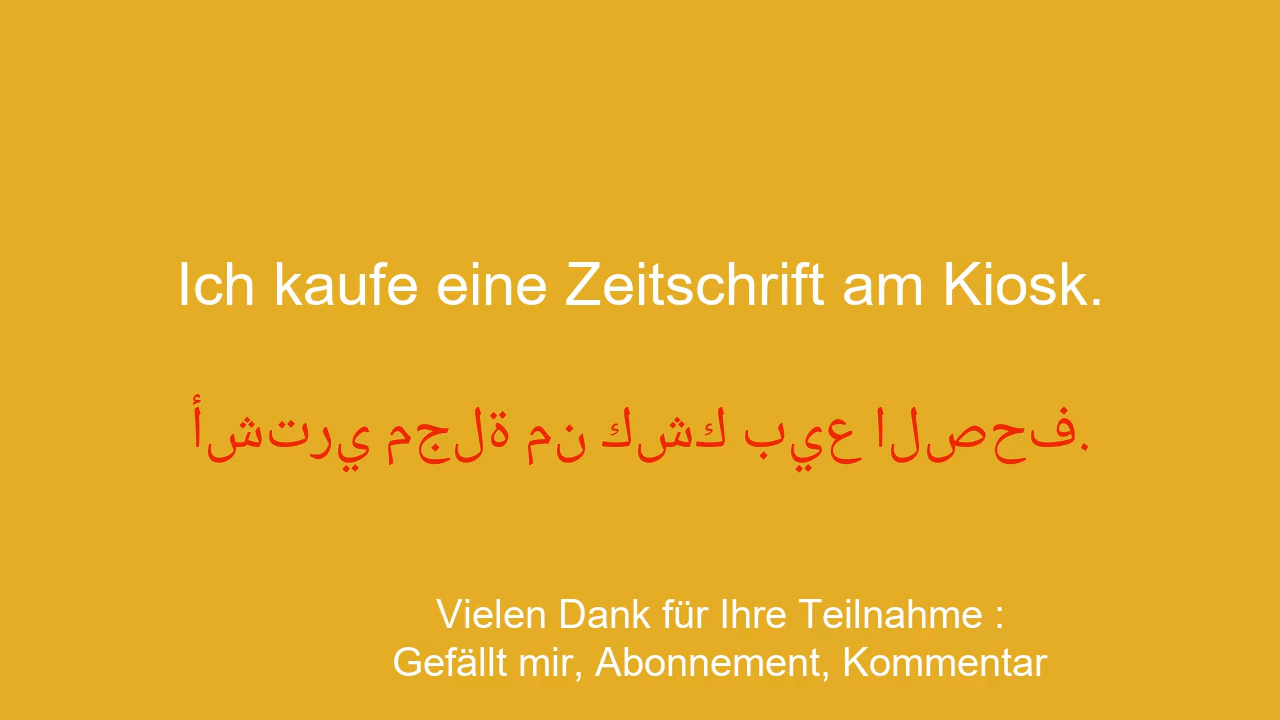 Ich kaufe eine Zeitschrift am Kiosk.
أشتري مجلة من كشك بيع الصحف.
Vielen Dank für Ihre Teilnahme :
Gefällt mir, Abonnement, Kommentar